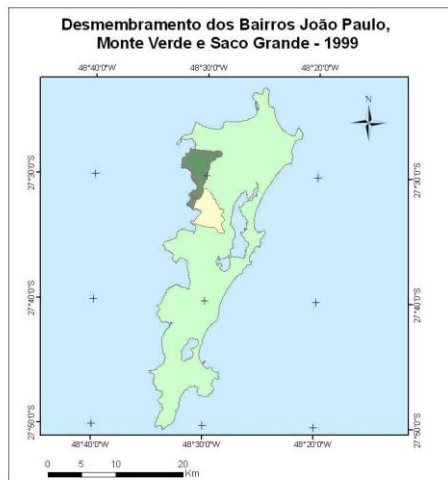 Desmembramento dos Bairros João Paulo,
Monte Verde e Saco Grande - 1999
48°40'0"W 48°30'0"W 48°20'0"W
N
27°30'0"S 27°30'0"S
27°40'0"S 27°40'0"S
27°50'0"S 27°50'0"S
48°40'0"W 48°30'0"W 48°20'0"W
0 5 10 20
Km